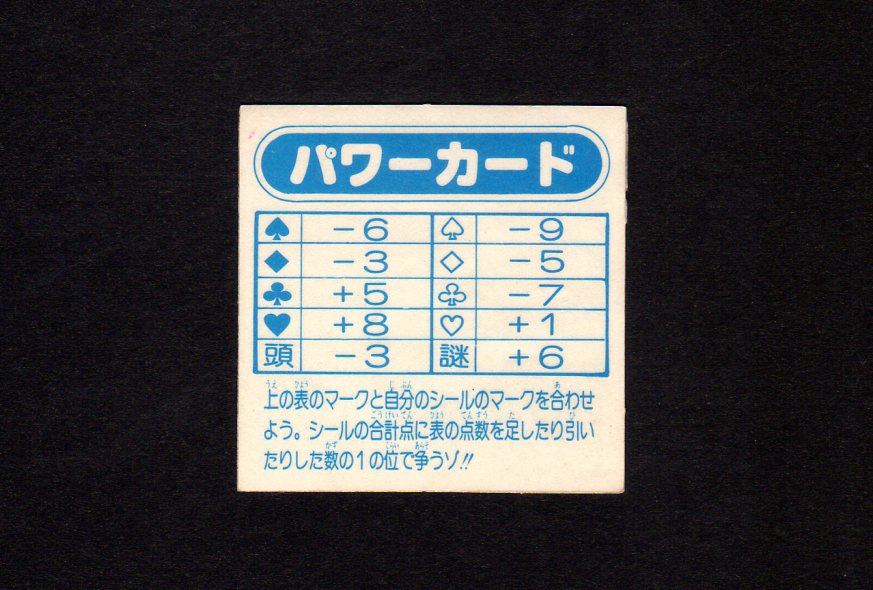 パワーカード
♠ −6 ♤ −9
◆ −3 ◇ −5
♣ +5 ♧ −7
♥ +8 ♡ +1
頭 −3 謎 +6
上の表のマークと自分のシールのマークを合わせ
よう。シールの合計点に表の点数を足したり引い
たりした数の1の位で争うゾ!!